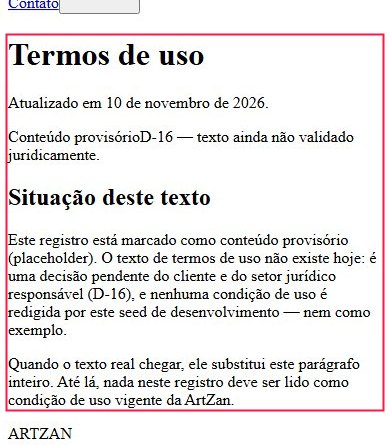 Contato
Termos de uso
Atualizado em 10 de novembro de 2026.
Conteúdo provisórioD-16 — texto ainda não validado
juridicamente.
Situação deste texto
Este registro está marcado como conteúdo provisório
(placeholder). O texto de termos de uso não existe hoje: é
uma decisão pendente do cliente e do setor jurídico
responsável (D-16), e nenhuma condição de uso é
redigida por este seed de desenvolvimento — nem como
exemplo.
Quando o texto real chegar, ele substitui este parágrafo
inteiro. Até lá, nada neste registro deve ser lido como
condição de uso vigente da ArtZan.
ARTZAN